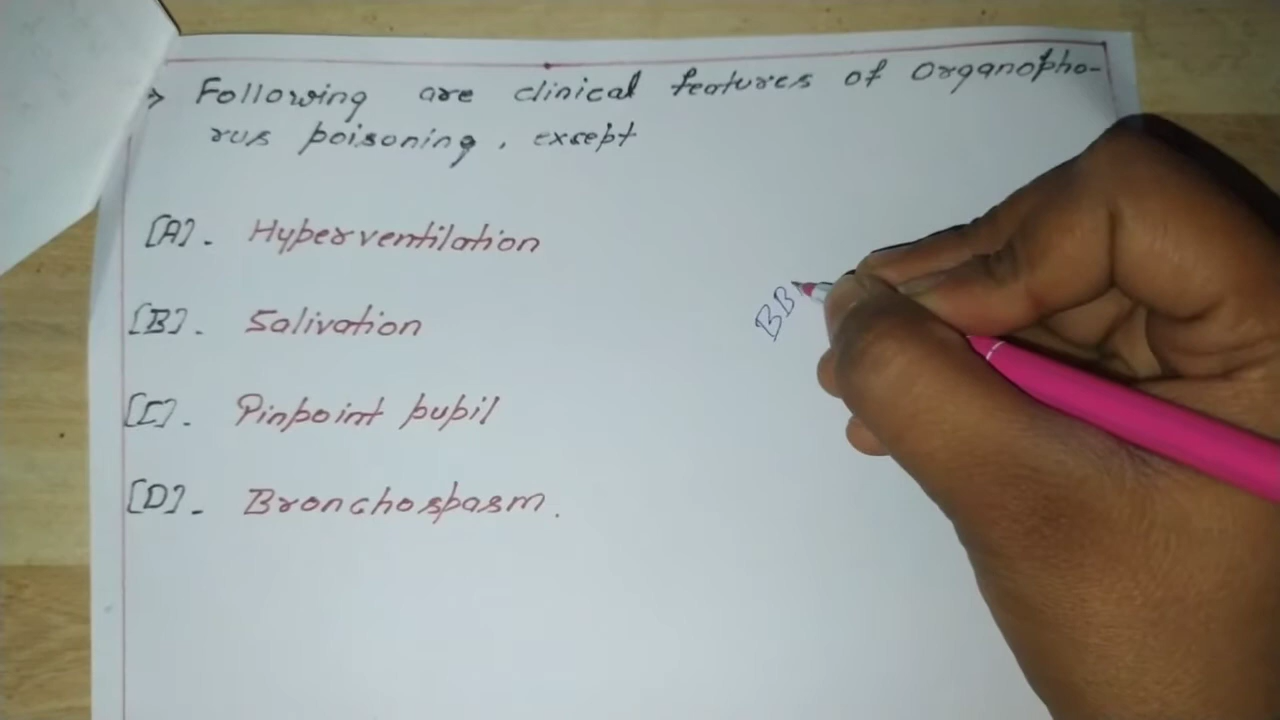 > Following are clinical features of Organopho-
rus poisoning, except
[A]. Hyperventilation
[B]. Salivation
[C]. Pinpoint pupil
[D]. Bronchospasm.
BB